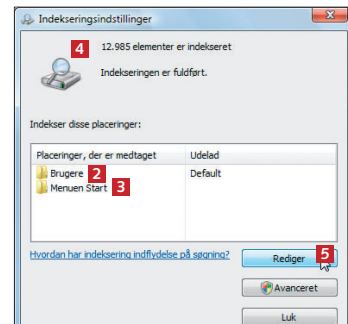 Indekseringsindstillinger
4 12.985 elementer er indekseret
Indekseringen er fuldført.
Indekser disse placeringer:
Placeringer, der er medtaget Udelad
Brugere 2 Default
Menuen Start 3
Hvordan har indeksering indflydelse på søgning?
Rediger 5
Avanceret
Luk